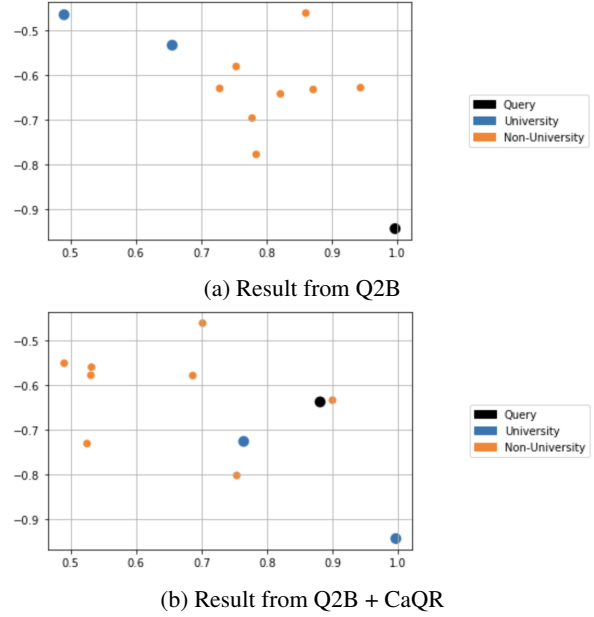 −0.5
−0.6
−0.7
−0.8
−0.9
0.5 0.6 0.7 0.8 0.9 1.0
Query
University
Non-University
(a) Result from Q2B
−0.5
−0.6
−0.7
−0.8
−0.9
0.5 0.6 0.7 0.8 0.9 1.0
Query
University
Non-University
(b) Result from Q2B + CaQR